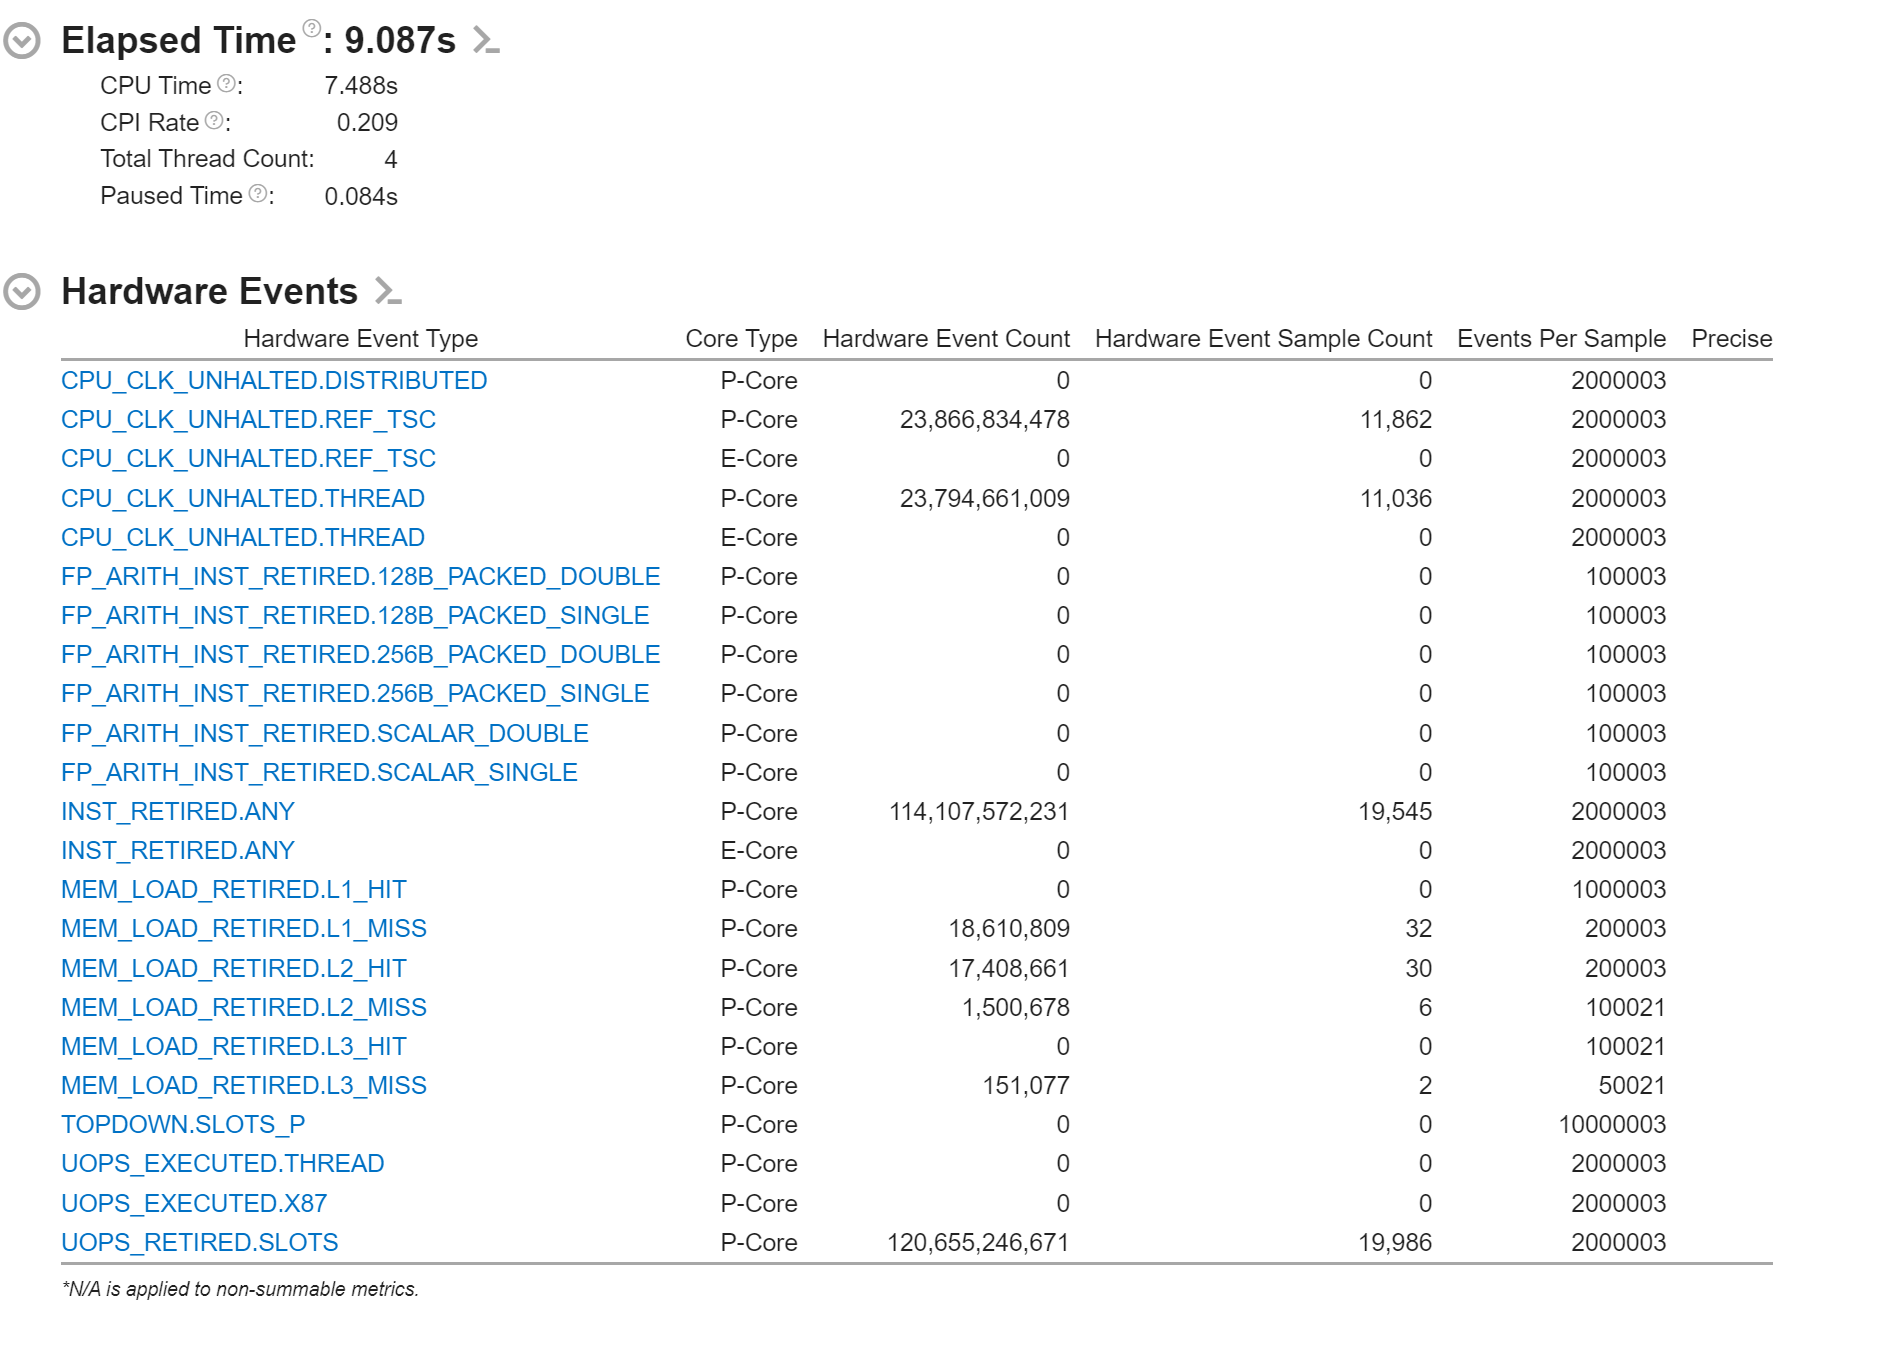 Elapsed Time ?: 9.087s
CPU Time ?: 7.488s
CPI Rate ?: 0.209
Total Thread Count: 4
Paused Time ?: 0.084s
Hardware Events
Hardware Event Type Core Type Hardware Event Count Hardware Event Sample Count Events Per Sample Precise
CPU_CLK_UNHALTED.DISTRIBUTED P-Core 0 0 2000003
CPU_CLK_UNHALTED.REF_TSC P-Core 23,866,834,478 11,862 2000003
CPU_CLK_UNHALTED.REF_TSC E-Core 0 0 2000003
CPU_CLK_UNHALTED.THREAD P-Core 23,794,661,009 11,036 2000003
CPU_CLK_UNHALTED.THREAD E-Core 0 0 2000003
FP_ARITH_INST_RETIRED.128B_PACKED_DOUBLE P-Core 0 0 100003
FP_ARITH_INST_RETIRED.128B_PACKED_SINGLE P-Core 0 0 100003
FP_ARITH_INST_RETIRED.256B_PACKED_DOUBLE P-Core 0 0 100003
FP_ARITH_INST_RETIRED.256B_PACKED_SINGLE P-Core 0 0 100003
FP_ARITH_INST_RETIRED.SCALAR_DOUBLE P-Core 0 0 100003
FP_ARITH_INST_RETIRED.SCALAR_SINGLE P-Core 0 0 100003
INST_RETIRED.ANY P-Core 114,107,572,231 19,545 2000003
INST_RETIRED.ANY E-Core 0 0 2000003
MEM_LOAD_RETIRED.L1_HIT P-Core 0 0 1000003
MEM_LOAD_RETIRED.L1_MISS P-Core 18,610,809 32 200003
MEM_LOAD_RETIRED.L2_HIT P-Core 17,408,661 30 200003
MEM_LOAD_RETIRED.L2_MISS P-Core 1,500,678 6 100021
MEM_LOAD_RETIRED.L3_HIT P-Core 0 0 100021
MEM_LOAD_RETIRED.L3_MISS P-Core 151,077 2 50021
TOPDOWN.SLOTS_P P-Core 0 0 10000003
UOPS_EXECUTED.THREAD P-Core 0 0 2000003
UOPS_EXECUTED.X87 P-Core 0 0 2000003
UOPS_RETIRED.SLOTS P-Core 120,655,246,671 19,986 2000003
*N/A is applied to non-summable metrics.